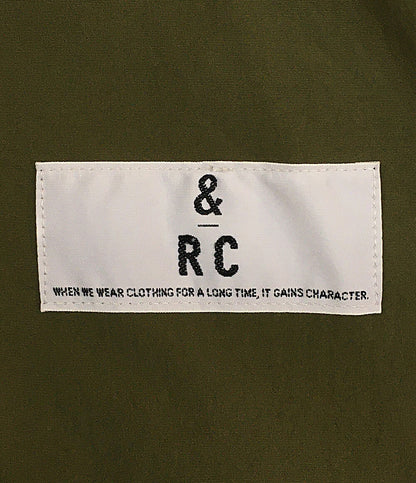 &
RC
WHEN WE WEAR CLOTHING FOR A LONG TIME, IT GAINS CHARACTER.